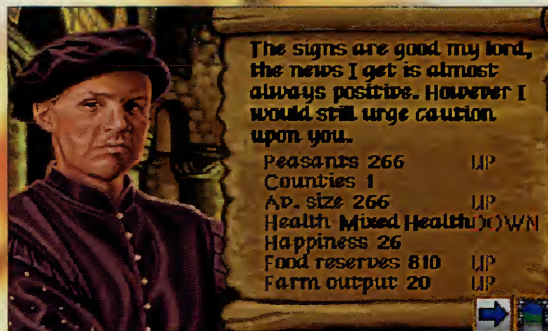 The signs are good my lord,
the news I get is almost
always positive. However I
would still urge caution
upon you.
Peasants 266 UP
Counties 1
Av. size 266 UP
Health Mixed Health DOWN
Happiness 26
Food reserves 810 UP
Farm output 20 UP